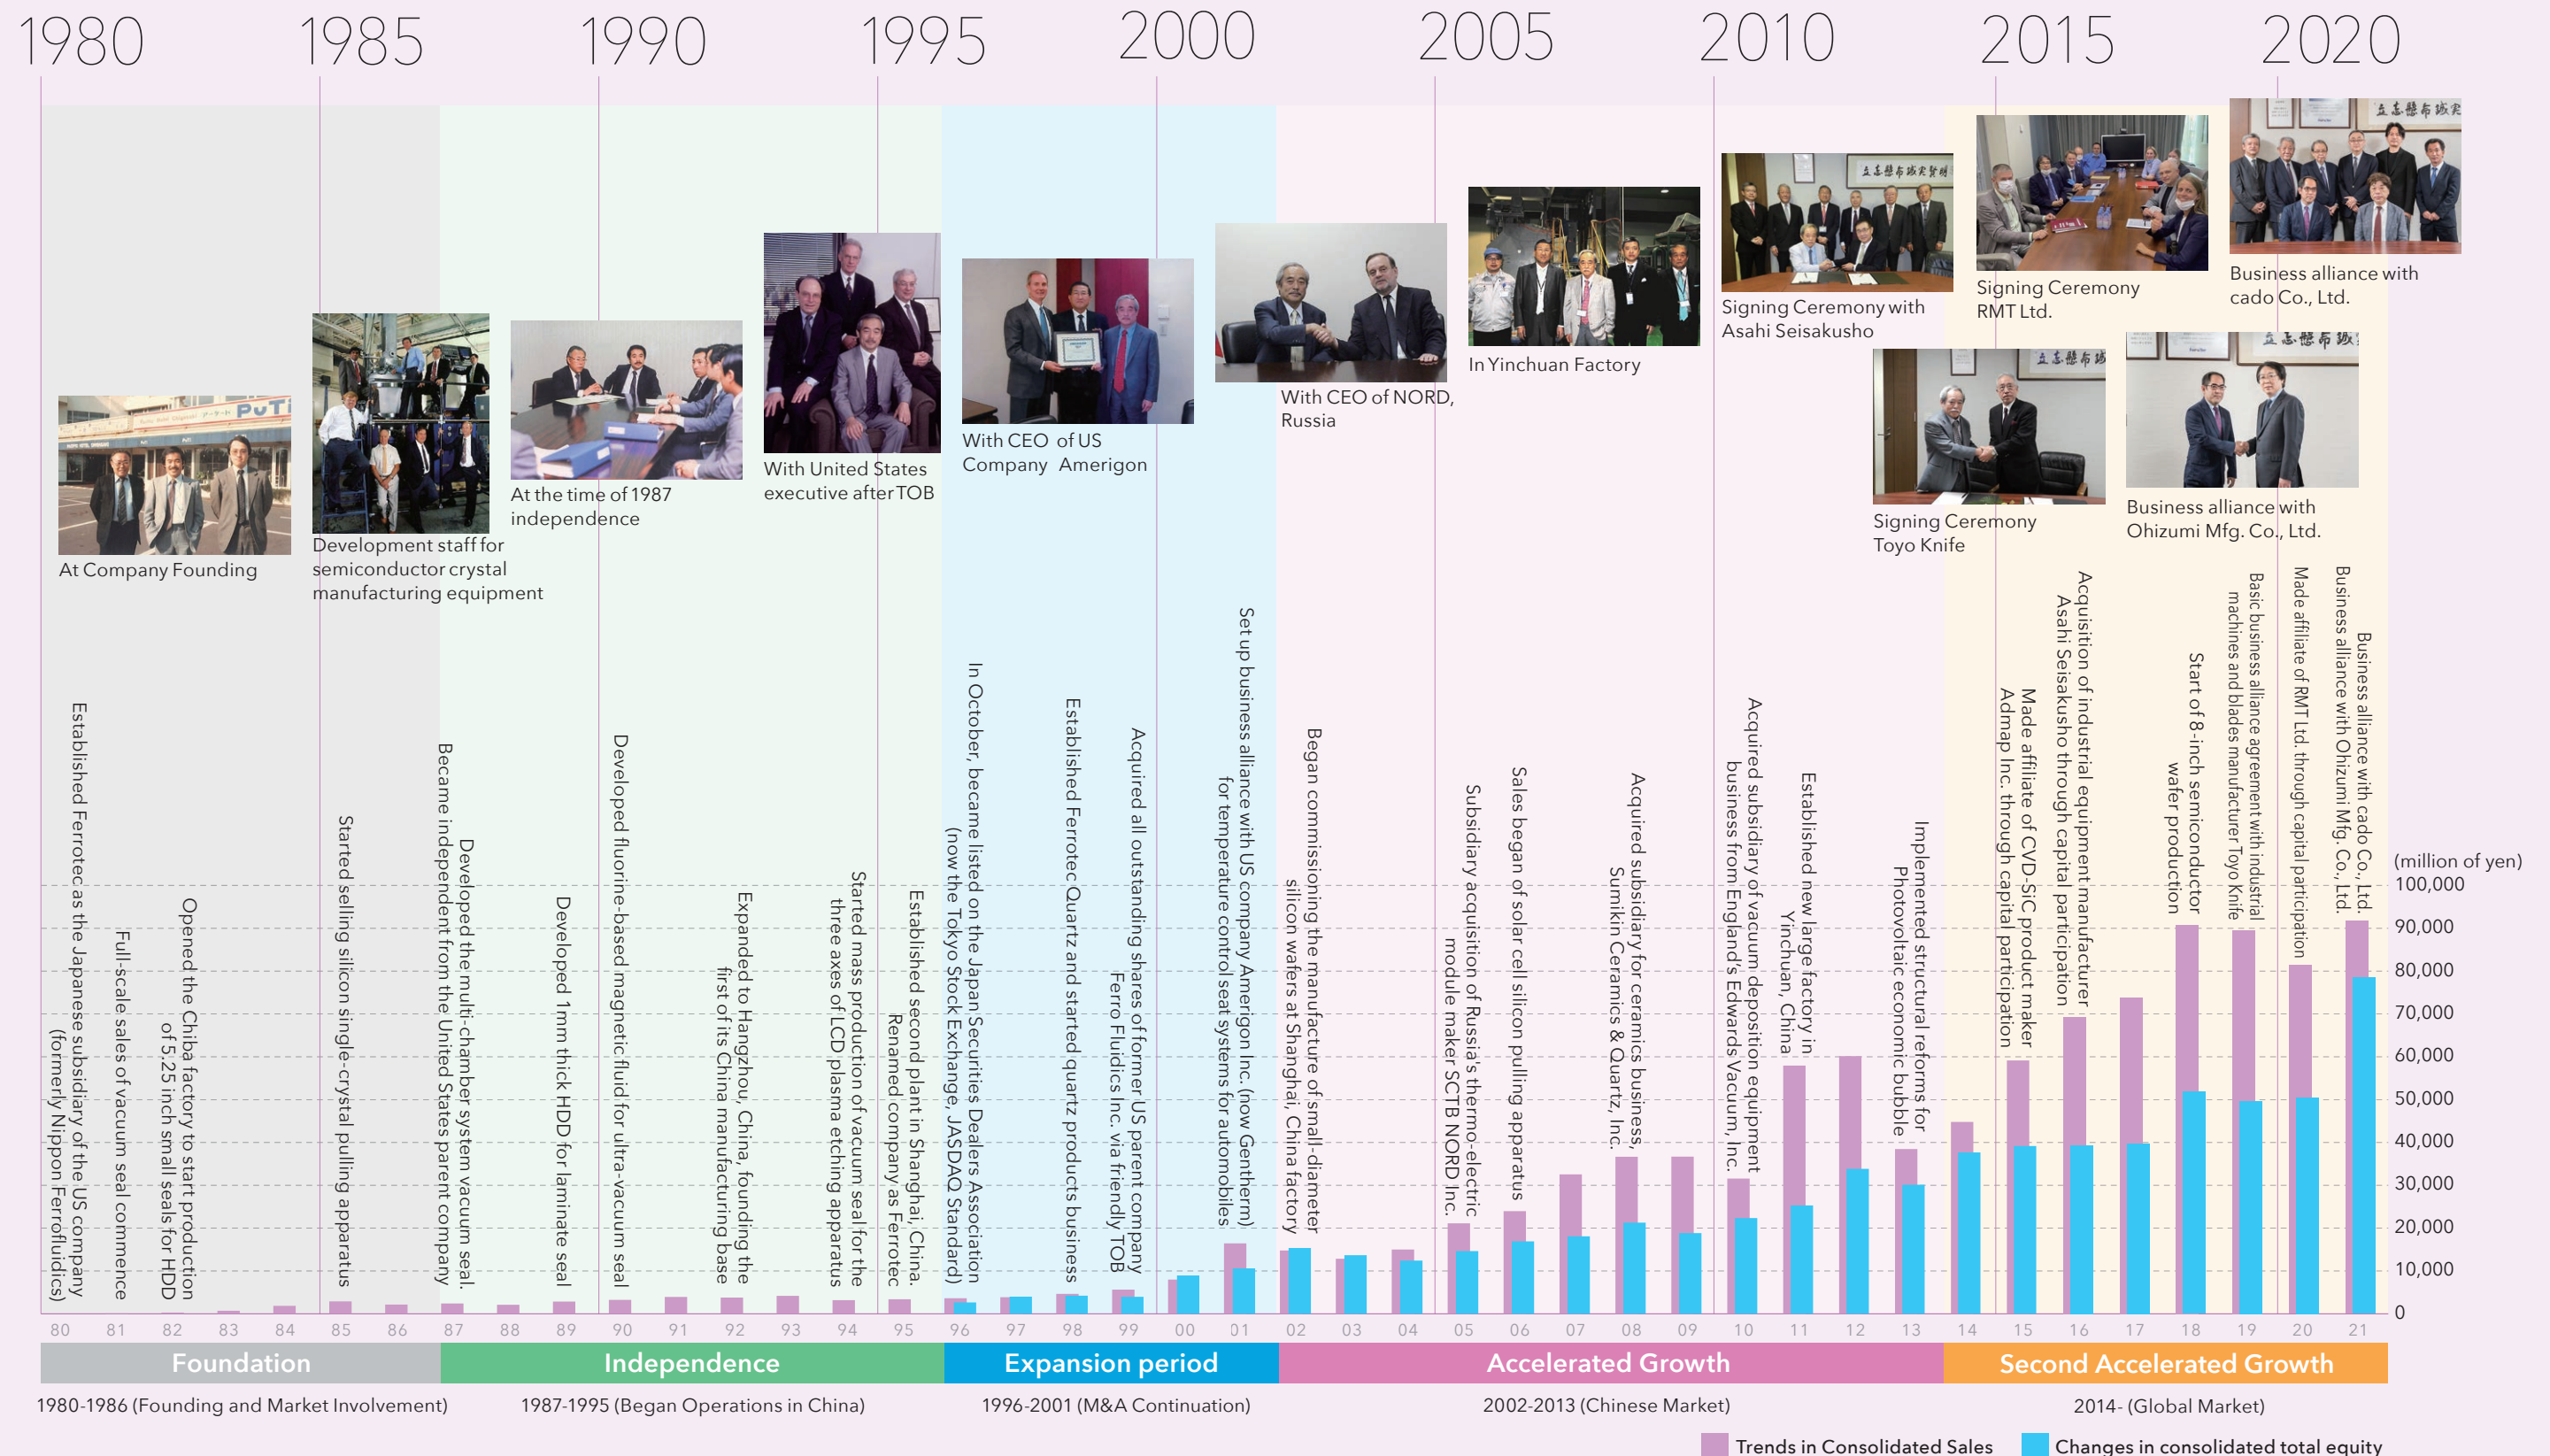 1980
1985
1990
1995
2000
2005
2010
2015
2020
PUTI
At Company Founding
Development staff for
semiconductor crystal
manufacturing equipment
At the time of 1987
independence
With United States
executive after TOB
With CEO of US
Company Amerigon
With CEO of NORD,
Russia
In Yinchuan Factory
立志懸命誠実賢明
Signing Ceremony with
Asahi Seisakusho
Signing Ceremony
RMT Ltd.
Business alliance with
cado Co., Ltd.
Signing Ceremony
Toyo Knife
Business alliance with
Ohizumi Mfg. Co., Ltd.
Established Ferrotec as the Japanese subsidiary of the US company
(formerly Nippon Ferrofluidics)
Full-scale sales of vacuum seal commence
Opened the Chiba factory to start production
of 5.25 inch small seals for HDD
Started selling silicon single-crystal pulling apparatus
Became independent from the United States parent company
Developed the multi-chamber system vacuum seal.
Developed 1mm thick HDD for laminate seal
Developed fluorine-based magnetic fluid for ultra-vacuum seal
Expanded to Hangzhou, China, founding the
first of its China manufacturing base
Started mass production of vacuum seal for the
three axes of LCD plasma etching apparatus
Established second plant in Shanghai, China.
Renamed company as Ferrotec
In October, became listed on the Japan Securities Dealers Association
(now the Tokyo Stock Exchange, JASDAQ Standard)
Established Ferrotec Quartz and started quartz products business
Acquired all outstanding shares of former US parent company
Ferro Fluidics Inc. via friendly TOB
Set up business alliance with US company Amerigon Inc. (now Gentherm)
for temperature control seat systems for automobiles
Began commissioning the manufacture of small-diameter
silicon wafers at Shanghai, China factory
Subsidiary acquisition of Russia's thermo-electric
module maker SCTB NORD Inc.
Sales began of solar cell silicon pulling apparatus
Acquired subsidiary for ceramics business,
Sumikin Ceramics & Quartz, Inc.
Acquired subsidiary of vacuum deposition equipment
business from England's Edwards Vacuum, Inc.
Established new large factory in
Yinchuan, China
Implemented structural reforms for
Photovoltaic economic bubble
Made affiliate of CVD-SiC product maker
Admap Inc. through capital participation
Acquisition of industrial equipment manufacturer
Asahi Seisakusho through capital participation
Start of 8-inch semiconductor
wafer production
Basic business alliance agreement with industrial
machines and blades manufacturer Toyo Knife
Made affiliate of RMT Ltd. through capital participation
Business alliance with cado Co., Ltd.
Business alliance with Ohizumi Mfg. Co., Ltd.
(million of yen)
100,000
90,000
80,000
70,000
60,000
50,000
40,000
30,000
20,000
10,000
0
80 81 82 83 84 85 86 87 88 89 90 91 92 93 94 95 96 97 98 99 00 01 02 03 04 05 06 07 08 09 10 11 12 13 14 15 16 17 18 19 20 21
Foundation
Independence
Expansion period
Accelerated Growth
Second Accelerated Growth
1980-1986 (Founding and Market Involvement)
1987-1995 (Began Operations in China)
1996-2001 (M&A Continuation)
2002-2013 (Chinese Market)
2014- (Global Market)
Trends in Consolidated Sales
Changes in consolidated total equity